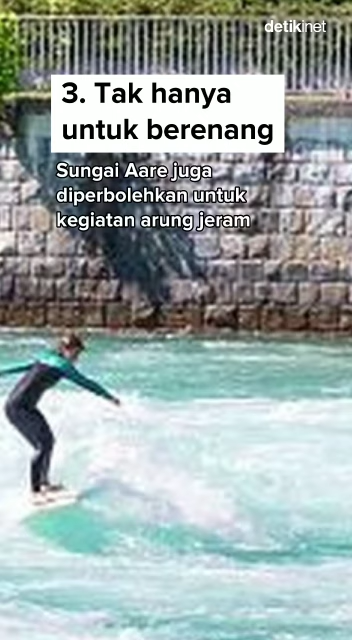 detikinet
3. Tak hanya
untuk berenang
Sungai Aare juga
diperbolehkan untuk
kegiatan arung jeram